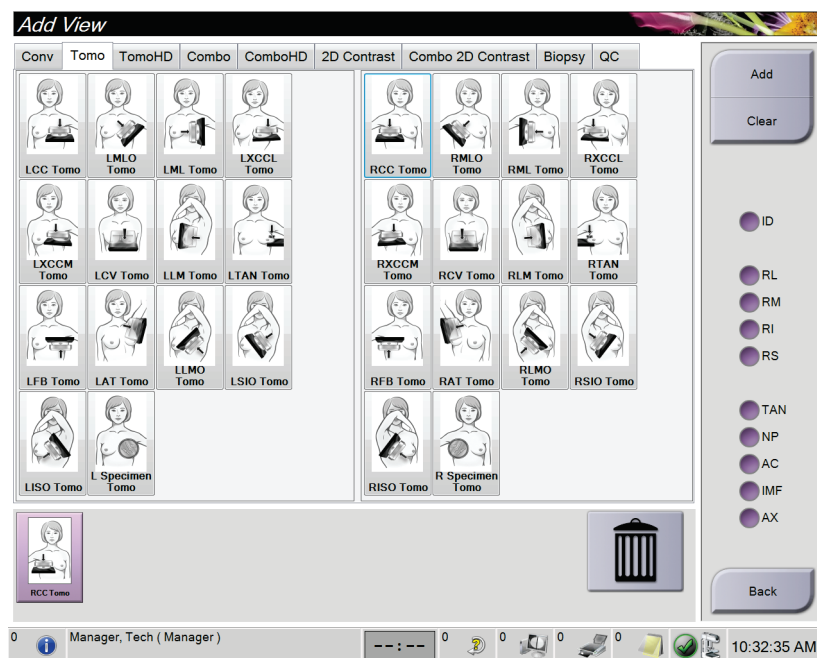 Add View
Conv Tomo TomoHD Combo ComboHD 2D Contrast Combo 2D Contrast Biopsy QC
LCC Tomo
LMLO
Tomo
LML Tomo
LXCCL
Tomo
RCC Tomo
RMLO
Tomo
RML Tomo
RXCCL
Tomo
LXCCM
Tomo
LCV Tomo
LLM Tomo
LTAN Tomo
RXCCM
Tomo
RCV Tomo
RLM Tomo
RTAN
Tomo
LFB Tomo
LAT Tomo
LLMO
Tomo
LSIO Tomo
RFB Tomo
RAT Tomo
RLMO
Tomo
RSIO Tomo
LISO Tomo
L Specimen
Tomo
RISO Tomo
R Specimen
Tomo
RCC Tomo
Add
Clear
ID
RL
RM
RI
RS
TAN
NP
AC
IMF
AX
Back
0 Manager, Tech ( Manager ) --:-- 0 0 0 0 10:32:35 AM